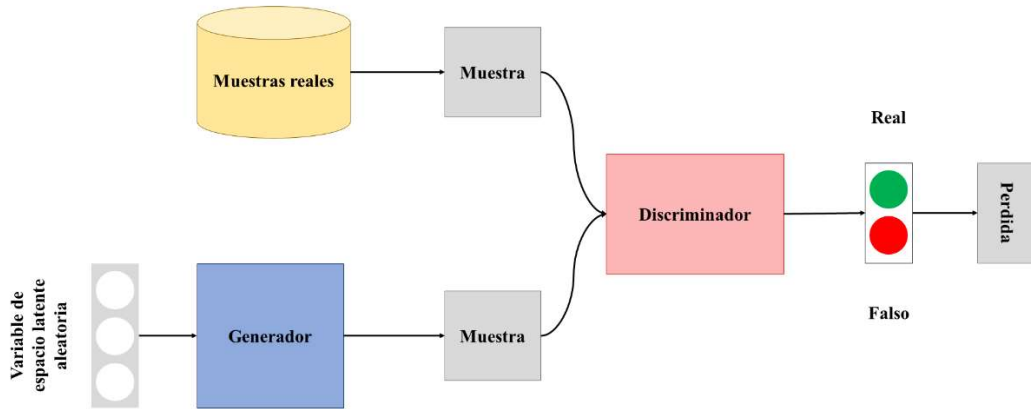 Muestras reales
Muestra
Real
Discriminador
Perdida
Falso
Variable de
espacio latente
aleatoria
Generador
Muestra